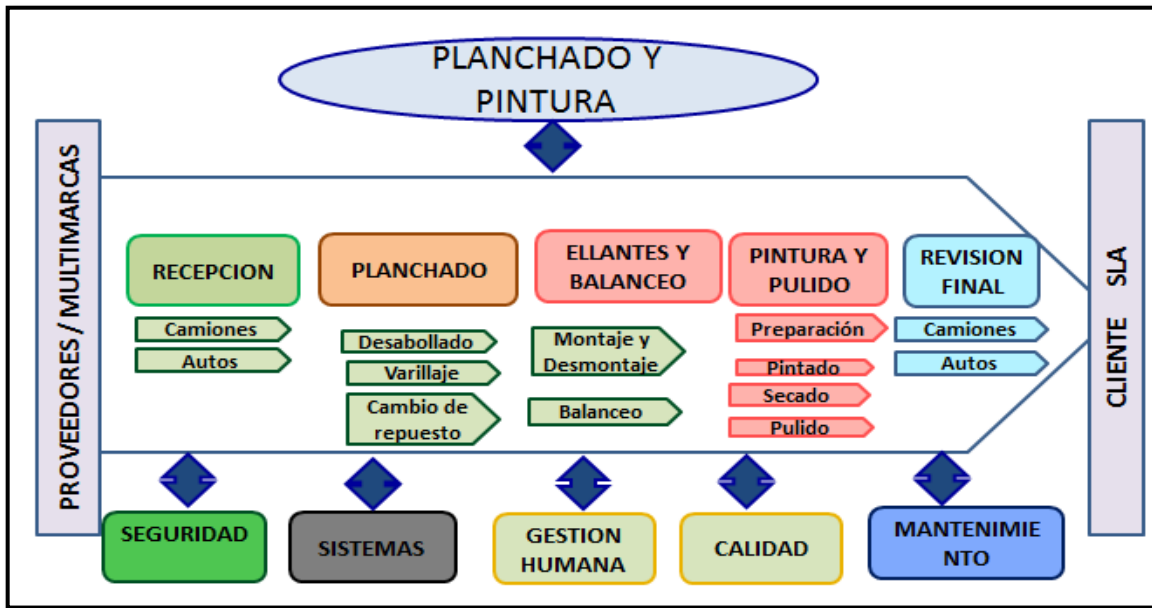 PLANCHADO Y
PINTURA
PROVEEDORES / MULTIMARCAS
RECEPCION
Camiones
Autos
PLANCHADO
Desabollado
Varillaje
Cambio de
repuesto
ELLANTES Y
BALANCEO
Montaje y
Desmontaje
Balanceo
PINTURA Y
PULIDO
Preparación
Pintado
Secado
Pulido
REVISION
FINAL
Camiones
Autos
CLIENTE SLA
SEGURIDAD
SISTEMAS
GESTION
HUMANA
CALIDAD
MANTENIMIE
NTO